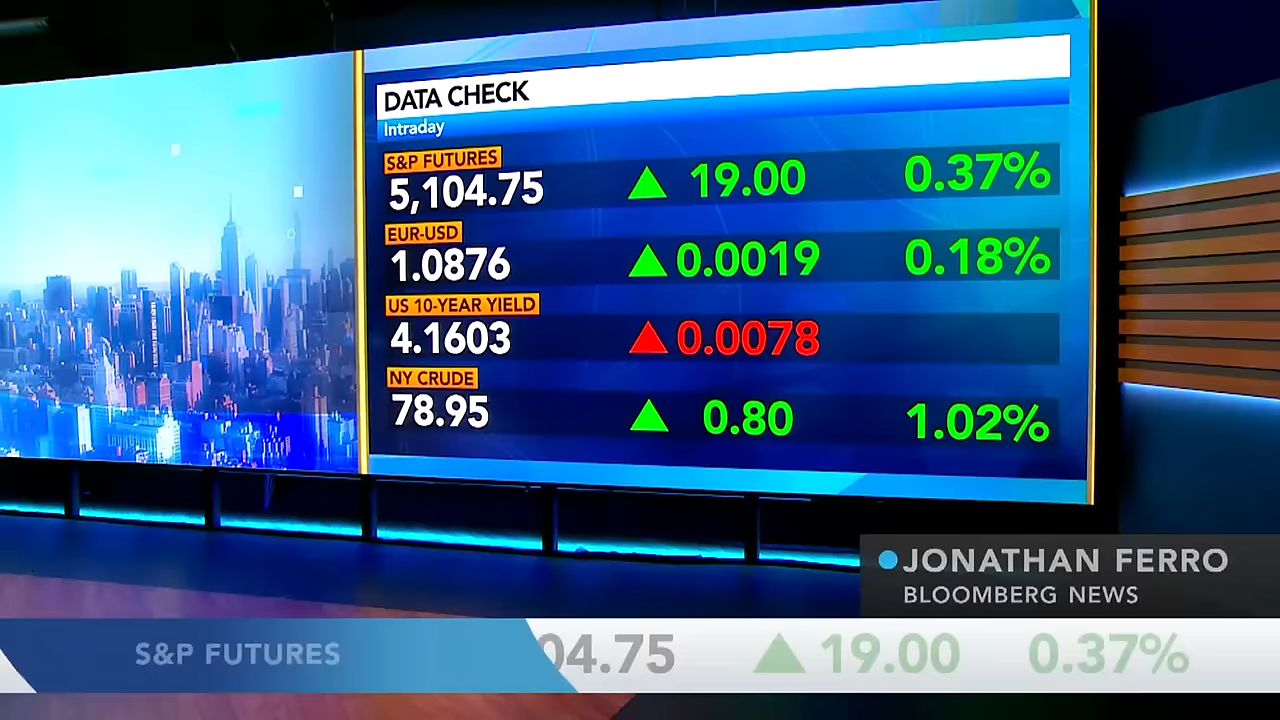 DATA CHECK
Intraday
S&P FUTURES
5,104.75 ▲ 19.00 0.37%
EUR-USD
1.0876 ▲ 0.0019 0.18%
US 10-YEAR YIELD
4.1603 ▲ 0.0078
NY CRUDE
78.95 ▲ 0.80 1.02%
JONATHAN FERRO
BLOOMBERG NEWS
S&P FUTURES 04.75 ▲ 19.00 0.37%